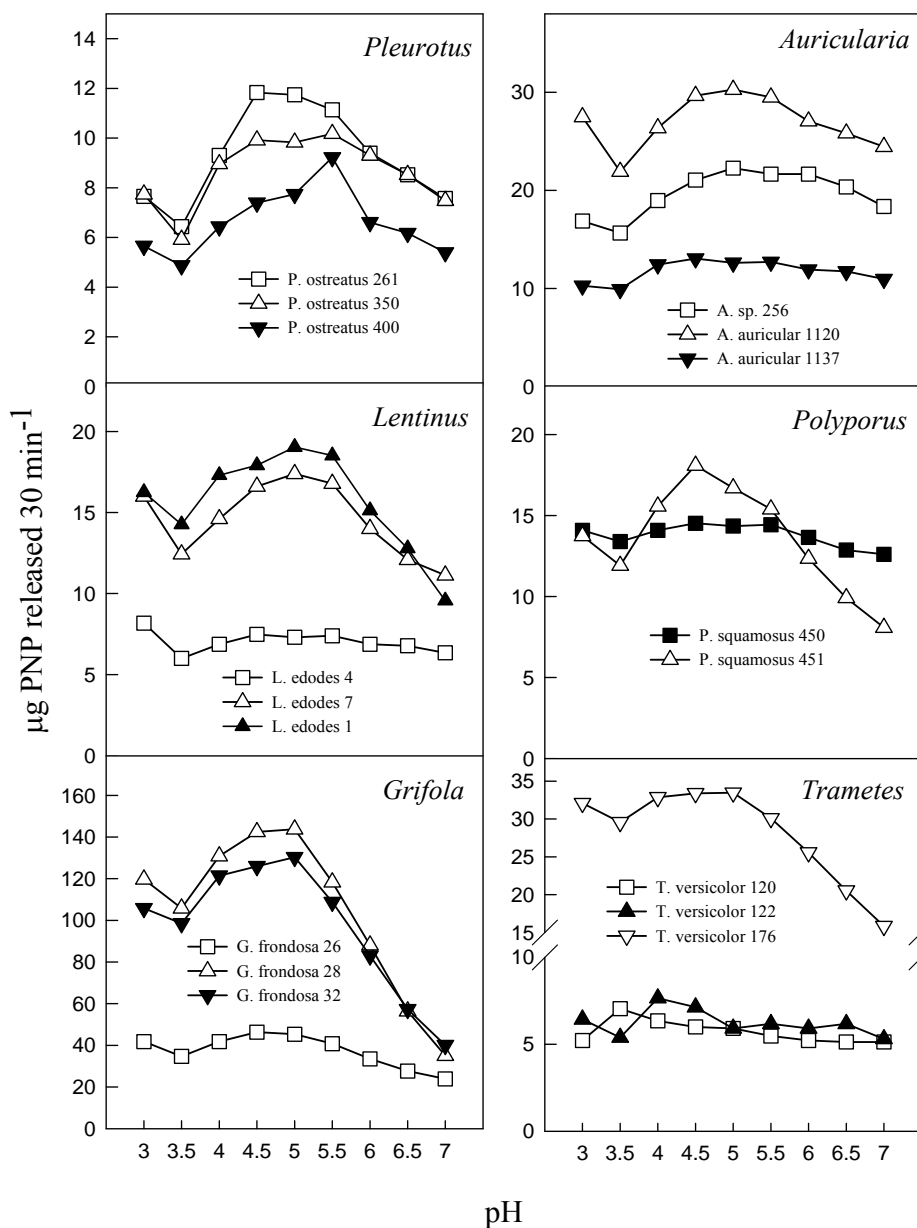 µg PNP released 30 min-1
Pleurotus
14
12
10
8
6
4
2
0
P. ostreatus 261
P. ostreatus 350
P. ostreatus 400
Auricularia
30
20
10
0
A. sp. 256
A. auricular 1120
A. auricular 1137
Lentinus
20
15
10
5
0
L. edodes 4
L. edodes 7
L. edodes 1
Polyporus
20
15
10
5
0
P. squamosus 450
P. squamosus 451
Grifola
160
140
120
100
80
60
40
20
0
G. frondosa 26
G. frondosa 28
G. frondosa 32
3 3.5 4 4.5 5 5.5 6 6.5 7
Trametes
35
30
25
20
15
10
5
0
T. versicolor 120
T. versicolor 122
T. versicolor 176
3 3.5 4 4.5 5 5.5 6 6.5 7
pH